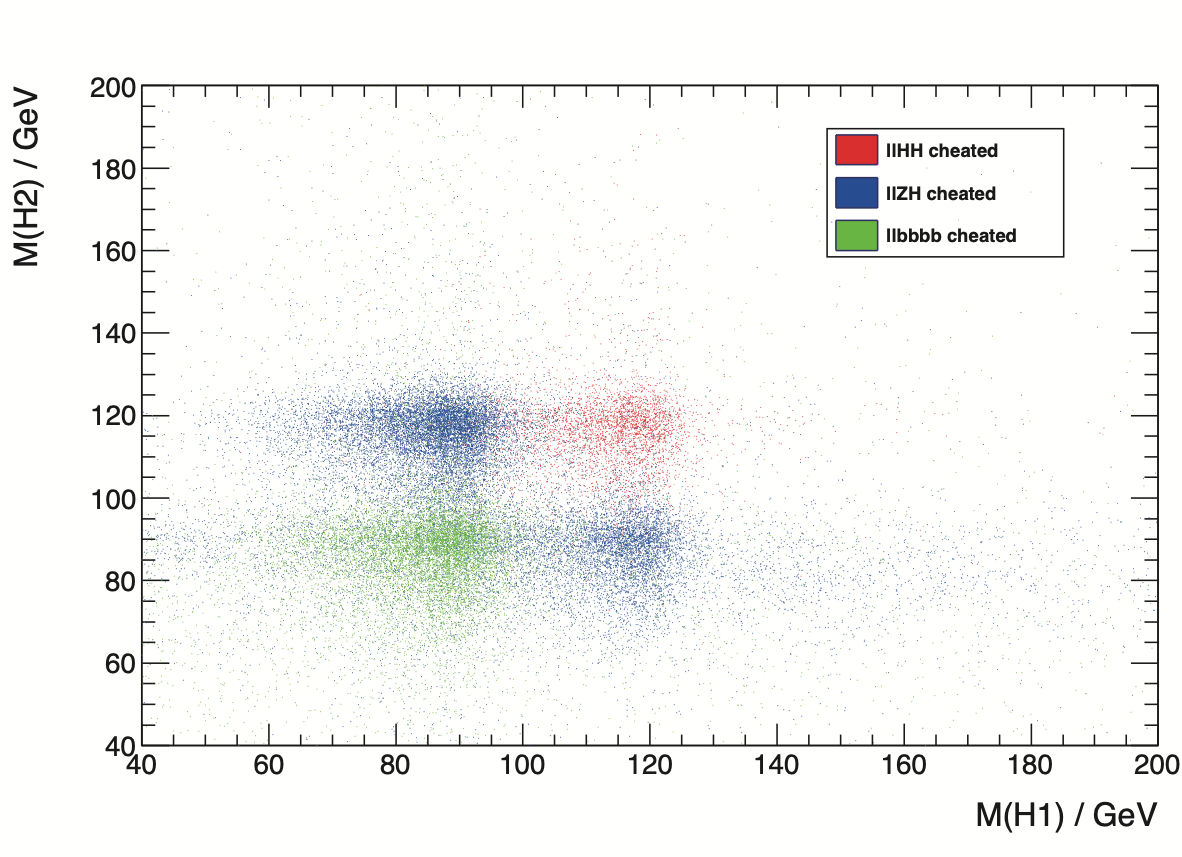 M(H2) / GeV
200
180
160
140
120
100
80
60
40
llHH cheated
llZH cheated
llbbbb cheated
40 60 80 100 120 140 160 180 200
M(H1) / GeV